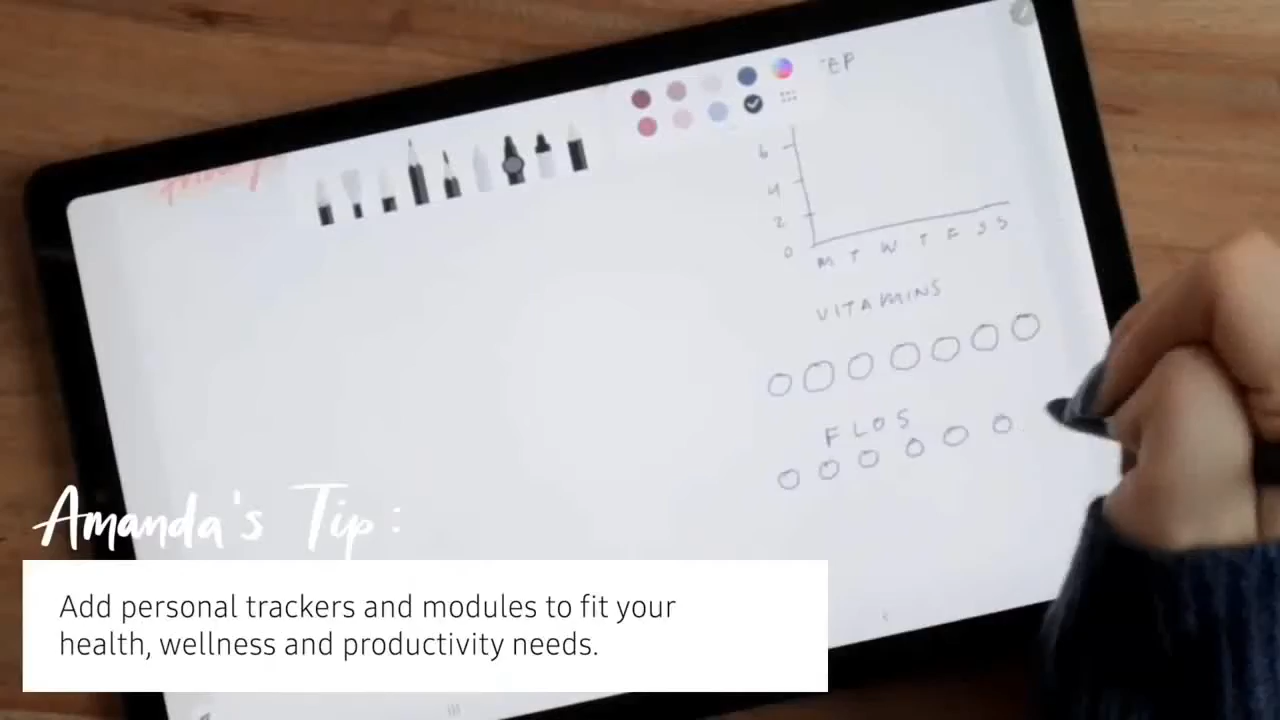 EP
6
4
2
0
M T W T F S S
VITAMINS
FLOS
Amanda's Tip:
Add personal trackers and modules to fit your
health, wellness and productivity needs.